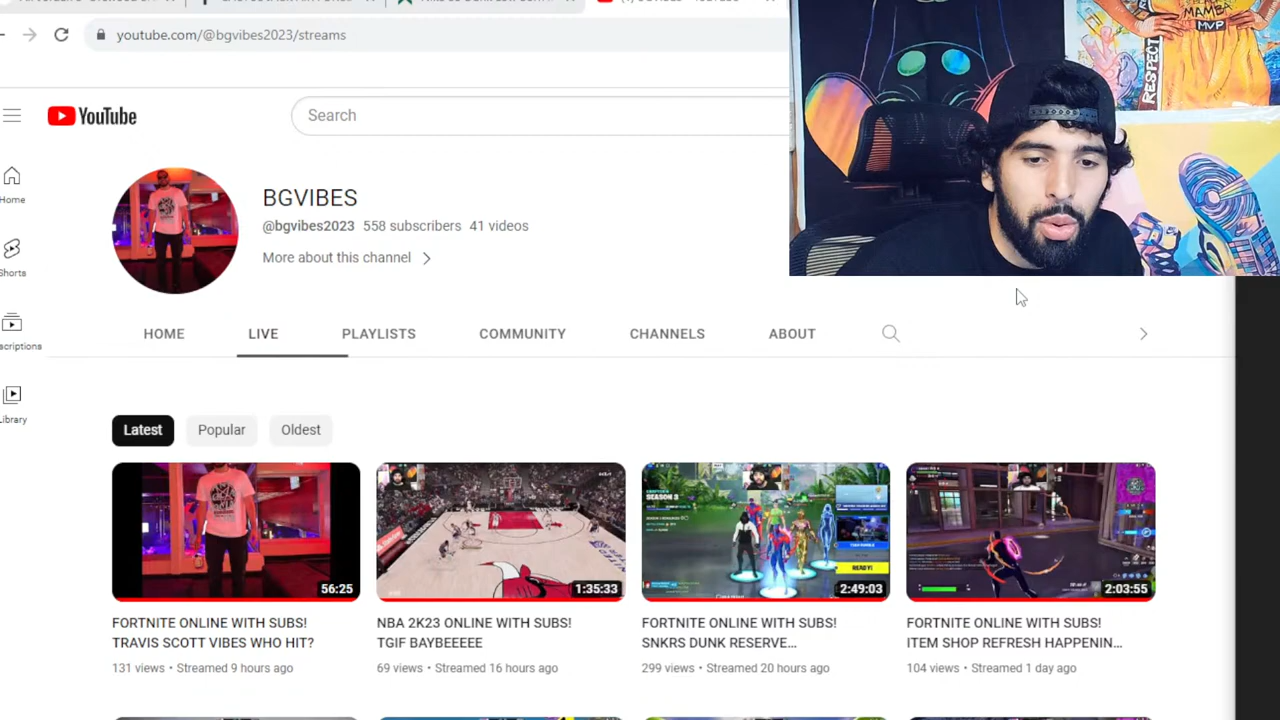 youtube.com/@bgvibes2023/streams
YouTube
Search
RESPECT
MAMBA
MVP
Home
Shorts
scriptions
Library
BGVIBES
@bgvibes2023 558 subscribers 41 videos
More about this channel
HOME LIVE PLAYLISTS COMMUNITY CHANNELS ABOUT
Latest Popular Oldest
56:25 1:35:33 2:49:03 2:03:55
SEASON 3
READY!
FORTNITE ONLINE WITH SUBS!
TRAVIS SCOTT VIBES WHO HIT?
131 views • Streamed 9 hours ago
NBA 2K23 ONLINE WITH SUBS!
TGIF BAYBEEEEE
69 views • Streamed 16 hours ago
FORTNITE ONLINE WITH SUBS!
SNKRS DUNK RESERVE...
299 views • Streamed 20 hours ago
FORTNITE ONLINE WITH SUBS!
ITEM SHOP REFRESH HAPPENIN...
104 views • Streamed 1 day ago